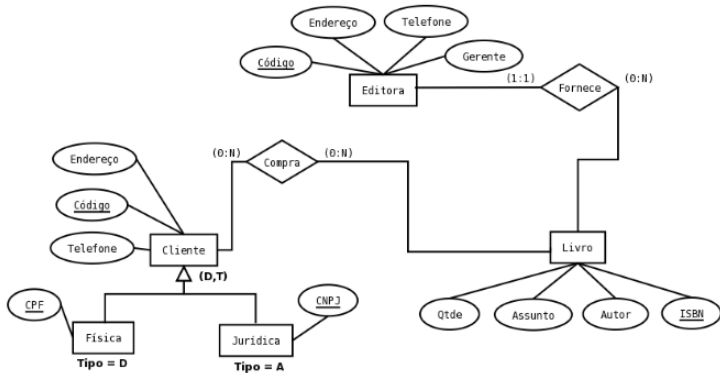 Endereço
Telefone
Código
Gerente
Editora
(1:1)
Fornece
(0:N)
Endereço
(0:N)
Compra
(0:N)
Código
Telefone
Cliente
Livro
(D,T)
CPF
CNPJ
Qtde
Assunto
Autor
ISBN
Física
Jurídica
Tipo = D
Tipo = A